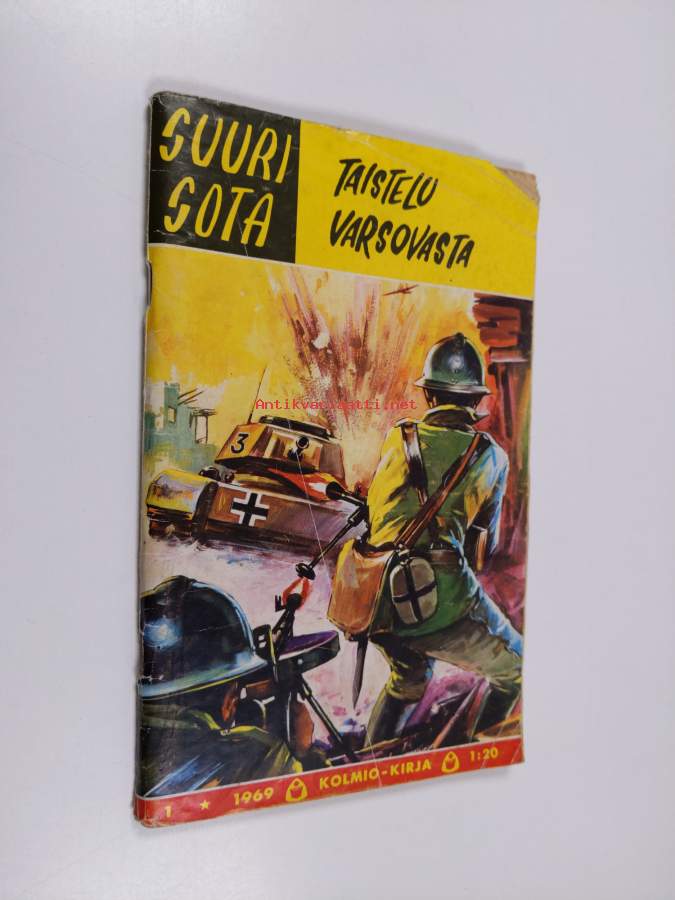 SUURI
SOTA
TAISTELU
VARSOVASTA
Antikvariaatti.net
3
1 ★ 1969 KOLMIO-KIRJA 1:20